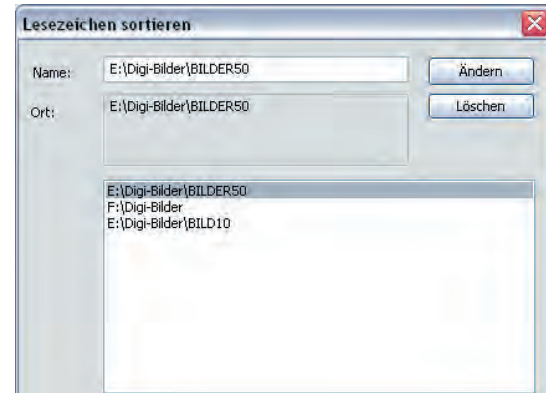 Lesezeichen sortieren
Name: E:\Digi-Bilder\BILDER50 Ändern
Ort: E:\Digi-Bilder\BILDER50 Löschen
E:\Digi-Bilder\BILDER50
F:\Digi-Bilder
E:\Digi-Bilder\BILD10